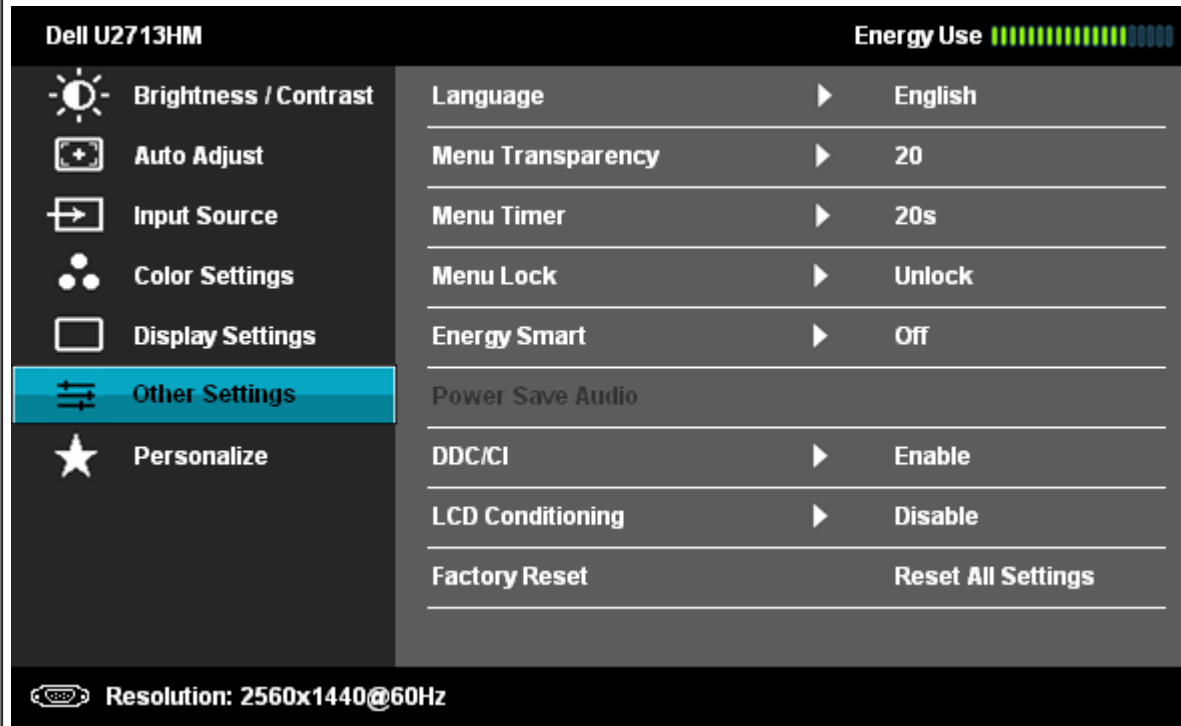 Dell U2713HM Energy Use
Brightness / Contrast Language English
Auto Adjust Menu Transparency 20
Input Source Menu Timer 20s
Color Settings Menu Lock Unlock
Display Settings Energy Smart Off
Other Settings Power Save Audio
Personalize DDC/CI Enable
LCD Conditioning Disable
Factory Reset Reset All Settings
Resolution: 2560x1440@60Hz